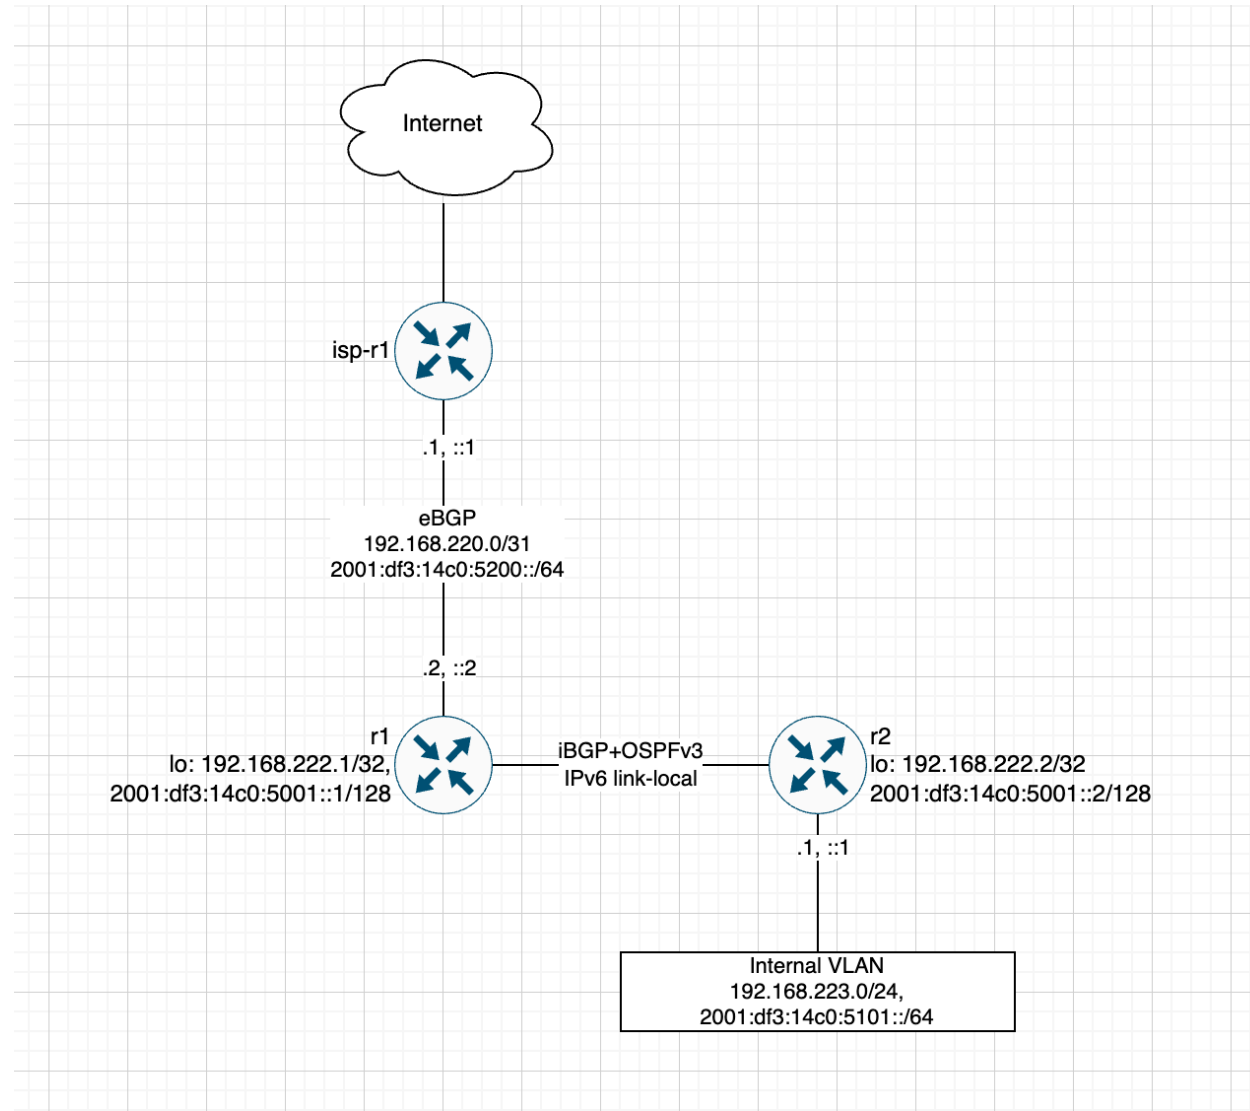 Internet
isp-r1
.1, ::1
eBGP
192.168.220.0/31
2001:df3:14c0:5200::/64
.2, ::2
r1
lo: 192.168.222.1/32,
2001:df3:14c0:5001::1/128
iBGP+OSPFv3
IPv6 link-local
r2
lo: 192.168.222.2/32
2001:df3:14c0:5001::2/128
.1, ::1
Internal VLAN
192.168.223.0/24,
2001:df3:14c0:5101::/64